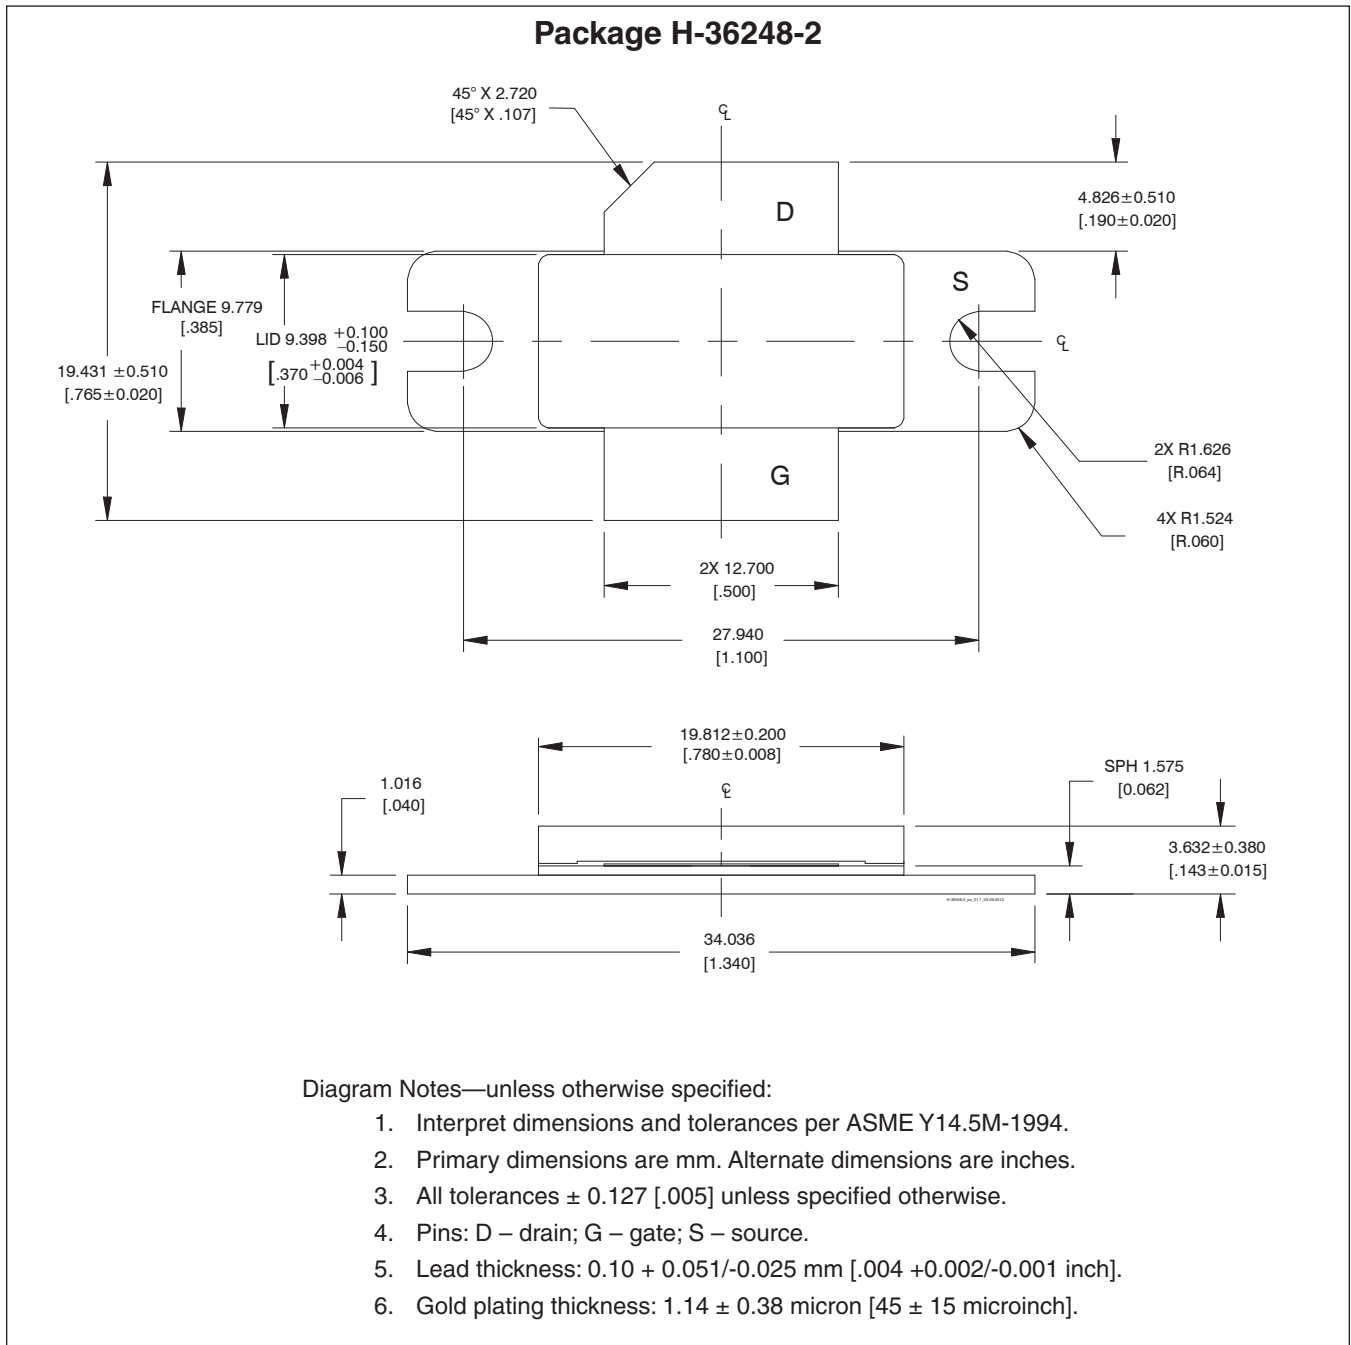 Package H-36248-2
45° X 2.720
[45° X .107]
CL
D
4.826±0.510
[.190±0.020]
S
FLANGE 9.779
[.385]
LID 9.398 +0.100 –0.150
[.370 +0.004 –0.006]
CL
19.431 ±0.510
[.765±0.020]
2X R1.626
[R.064]
G
4X R1.524
[R.060]
2X 12.700
[.500]
27.940
[1.100]
19.812±0.200
[.780±0.008]
SPH 1.575
[0.062]
1.016
[.040]
CL
3.632±0.380
[.143±0.015]
34.036
[1.340]
Diagram Notes—unless otherwise specified:
1. Interpret dimensions and tolerances per ASME Y14.5M-1994.
2. Primary dimensions are mm. Alternate dimensions are inches.
3. All tolerances ± 0.127 [.005] unless specified otherwise.
4. Pins: D – drain; G – gate; S – source.
5. Lead thickness: 0.10 + 0.051/-0.025 mm [.004 +0.002/-0.001 inch].
6. Gold plating thickness: 1.14 ± 0.38 micron [45 ± 15 microinch].